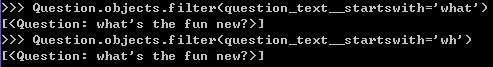 >>> Question.objects.filter(question_text__startswith='what')
[<Question: what's the fun new?>]
>>> Question.objects.filter(question_text__startswith='wh')
[<Question: what's the fun new?>]